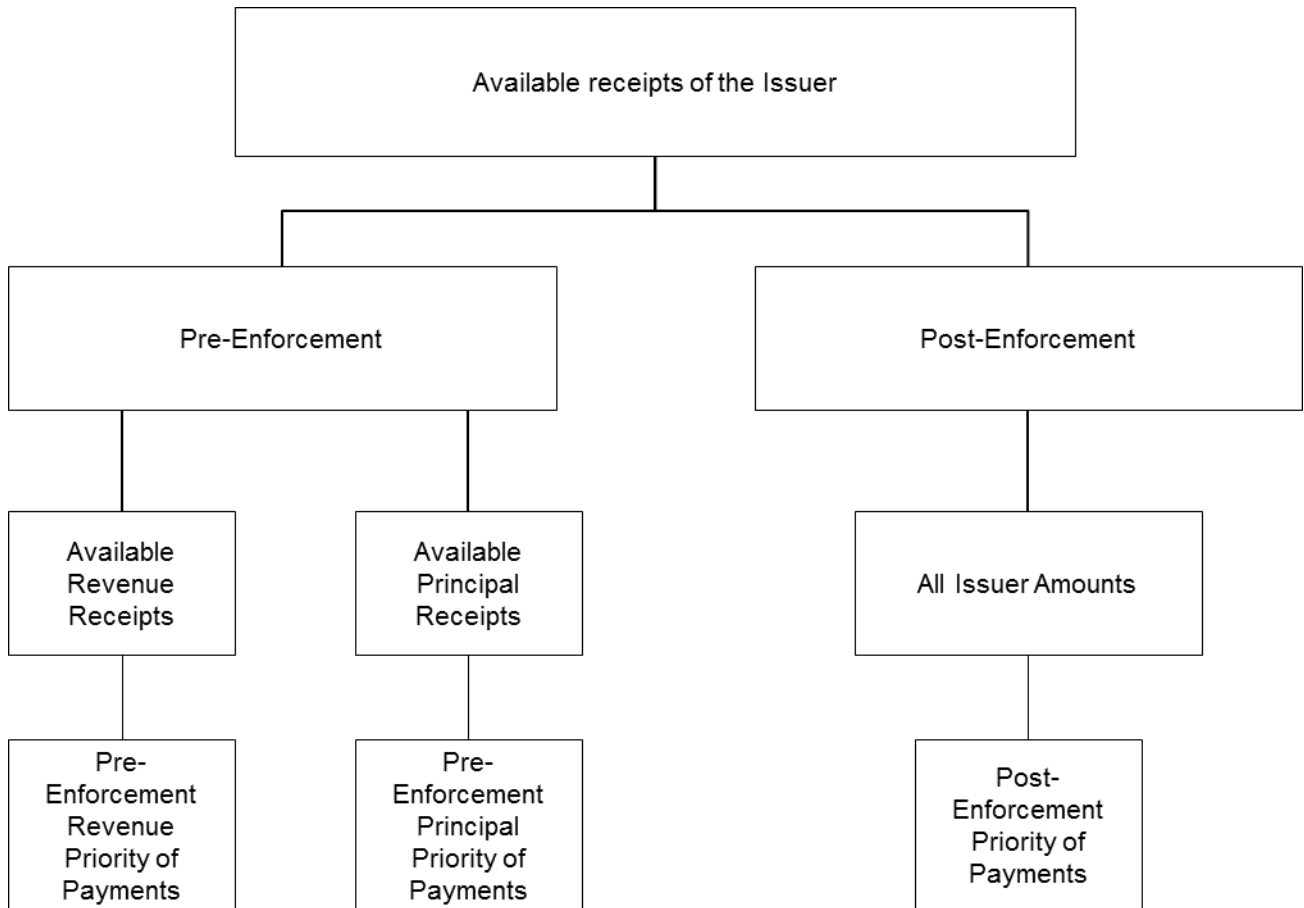 Available receipts of the Issuer
Pre-Enforcement
Post-Enforcement
Available
Revenue
Receipts
Available
Principal
Receipts
All Issuer Amounts
Pre-
Enforcement
Revenue
Priority of
Payments
Pre-
Enforcement
Principal
Priority of
Payments
Post-
Enforcement
Priority of
Payments